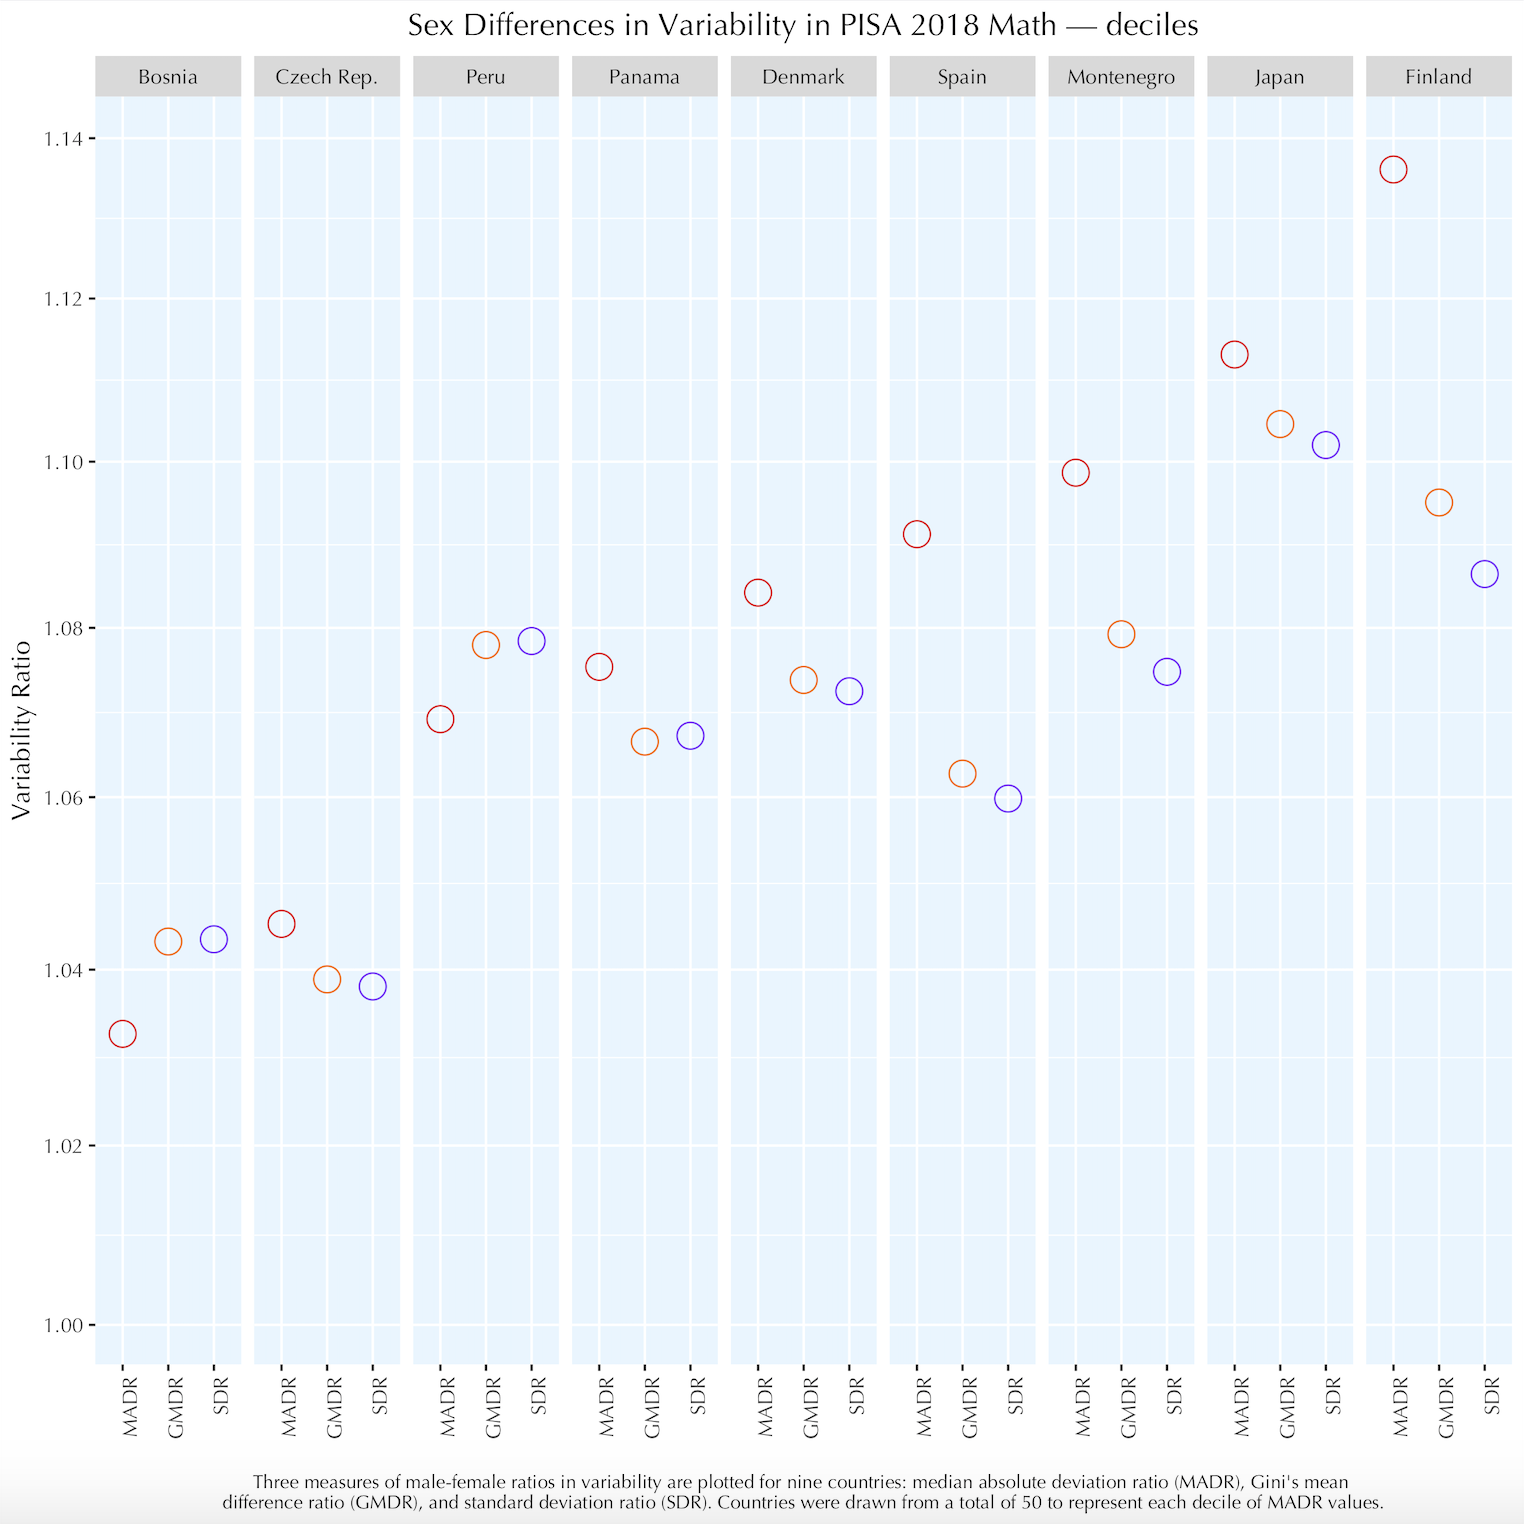 Sex Differences in Variability in PISA 2018 Math — deciles
Bosnia Czech Rep. Peru Panama Denmark Spain Montenegro Japan Finland
1.14
1.12
1.10
1.08
1.06
1.04
1.02
1.00
Variability Ratio
MADR GMDR SDR MADR GMDR SDR MADR GMDR SDR MADR GMDR SDR MADR GMDR SDR MADR GMDR SDR MADR GMDR SDR MADR GMDR SDR MADR GMDR SDR
Three measures of male-female ratios in variability are plotted for nine countries: median absolute deviation ratio (MADR), Gini's mean
difference ratio (GMDR), and standard deviation ratio (SDR). Countries were drawn from a total of 50 to represent each decile of MADR values.